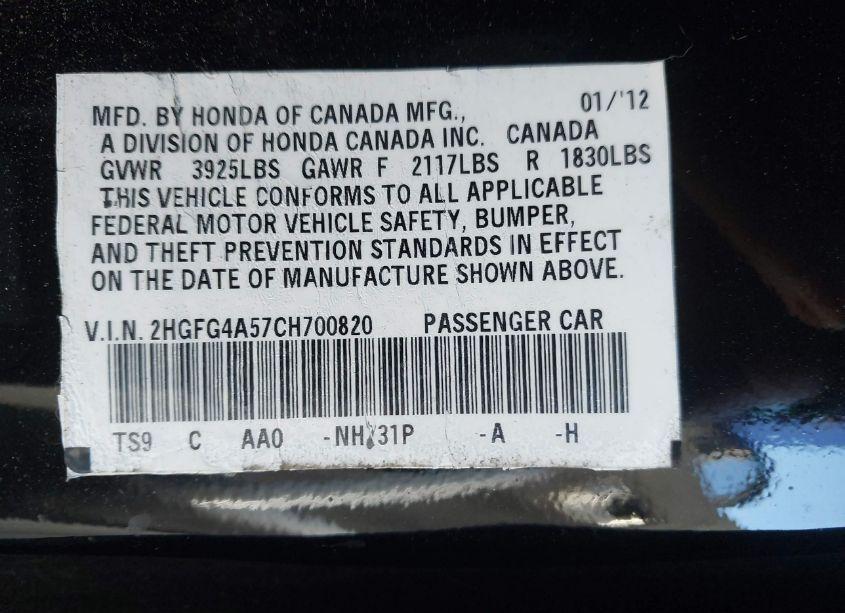 MFD. BY HONDA OF CANADA MFG., 01/'12
A DIVISION OF HONDA CANADA INC. CANADA
GVWR 3925LBS GAWR F 2117LBS R 1830LBS
THIS VEHICLE CONFORMS TO ALL APPLICABLE
FEDERAL MOTOR VEHICLE SAFETY, BUMPER,
AND THEFT PREVENTION STANDARDS IN EFFECT
ON THE DATE OF MANUFACTURE SHOWN ABOVE.
V.I.N. 2HGFG4A57CH700820 PASSENGER CAR
TS9 C AA0 -NH731P -A -H